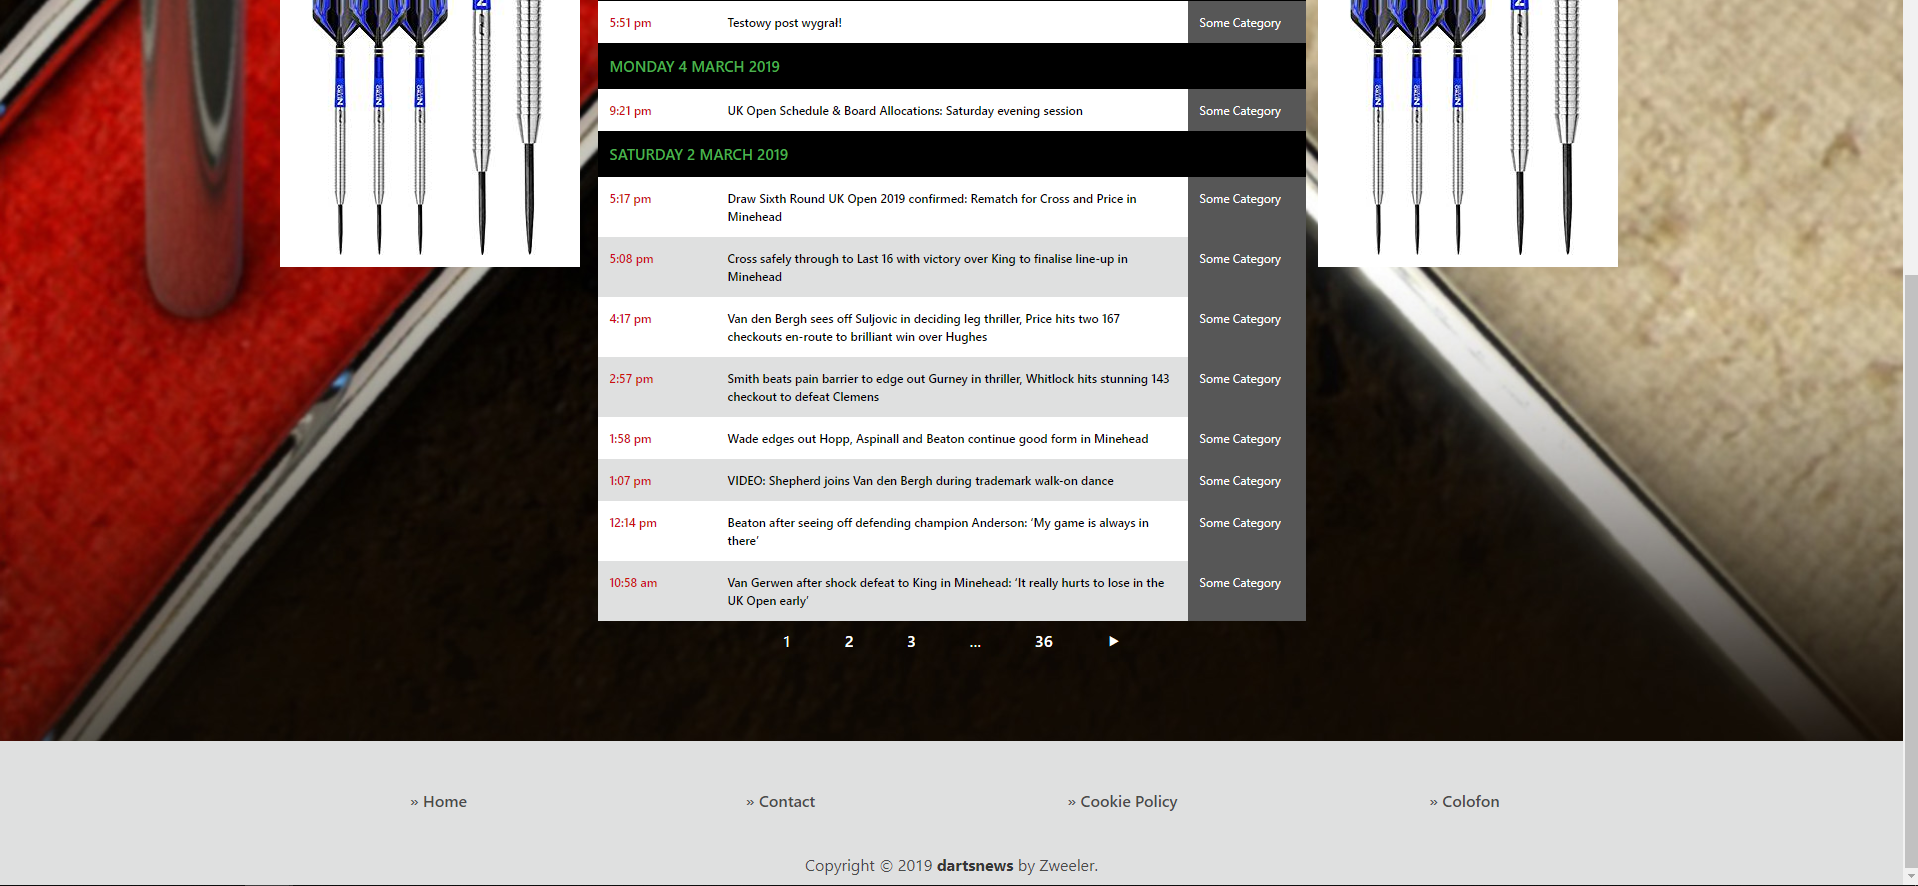 5:51 pm Testowy post wygrał! Some Category
MONDAY 4 MARCH 2019
9:21 pm UK Open Schedule & Board Allocations: Saturday evening session Some Category
SATURDAY 2 MARCH 2019
5:17 pm Draw Sixth Round UK Open 2019 confirmed: Rematch for Cross and Price in Some Category
Minehead
5:08 pm Cross safely through to Last 16 with victory over King to finalise line-up in Some Category
Minehead
4:17 pm Van den Bergh sees off Suljovic in deciding leg thriller, Price hits two 167 Some Category
checkouts en-route to brilliant win over Hughes
2:57 pm Smith beats pain barrier to edge out Gurney in thriller, Whitlock hits stunning 143 Some Category
checkout to defeat Clemens
1:58 pm Wade edges out Hopp, Aspinall and Beaton continue good form in Minehead Some Category
1:07 pm VIDEO: Shepherd joins Van den Bergh during trademark walk-on dance Some Category
12:14 pm Beaton after seeing off defending champion Anderson: ‘My game is always in Some Category
there’
10:58 am Van Gerwen after shock defeat to King in Minehead: ‘It really hurts to lose in the Some Category
UK Open early’
1 2 3 ... 36 ►
» Home » Contact » Cookie Policy » Colofon
Copyright © 2019 dartsnews by Zweeler.